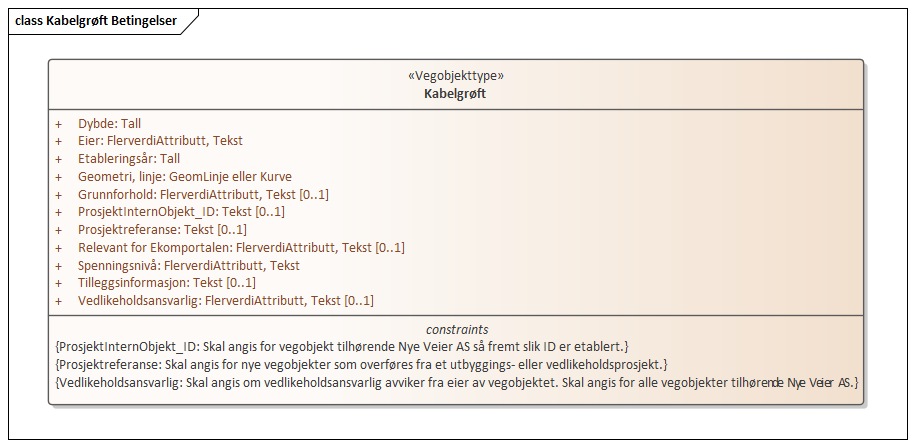 class Kabelgrøft Betingelser
«Vegobjekttype»
Kabelgrøft
+ Dybde: Tall
+ Eier: FlerverdiAttributt, Tekst
+ Etableringsår: Tall
+ Geometri, linje: GeomLinje eller Kurve
+ Grunnforhold: FlerverdiAttributt, Tekst [0..1]
+ ProsjektInternObjekt_ID: Tekst [0..1]
+ Prosjektreferanse: Tekst [0..1]
+ Relevant for Ekomportalen: FlerverdiAttributt, Tekst [0..1]
+ Spenningsnivå: FlerverdiAttributt, Tekst
+ Tilleggsinformasjon: Tekst [0..1]
+ Vedlikeholdsansvarlig: FlerverdiAttributt, Tekst [0..1]
constraints
{ProsjektInternObjekt_ID: Skal angis for vegobjekt tilhørende Nye Veier AS så fremt slik ID er etablert.}
{Prosjektreferanse: Skal angis for nye vegobjekter som overføres fra et utbyggings- eller vedlikeholdsprosjekt.}
{Vedlikeholdsansvarlig: Skal angis om vedlikeholdsansvarlig avviker fra eier av vegobjektet. Skal angis for alle vegobjekter tilhørende Nye Veier AS.}